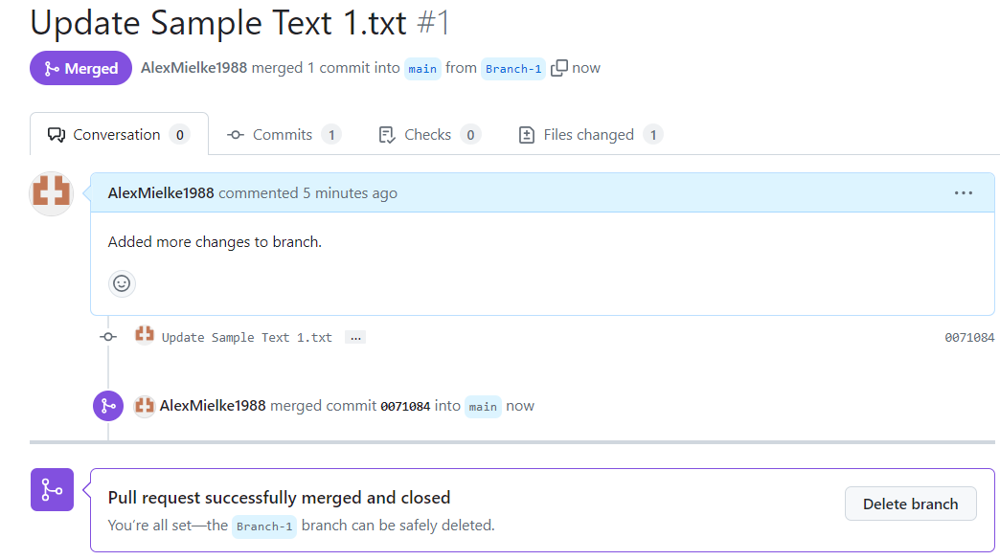 Update Sample Text 1.txt #1
Merged AlexMielke1988 merged 1 commit into main from Branch-1 now
Conversation 0 Commits 1 Checks 0 Files changed 1
AlexMielke1988 commented 5 minutes ago ...
Added more changes to branch.
Update Sample Text 1.txt ... 0071084
AlexMielke1988 merged commit 0071084 into main now
Pull request successfully merged and closed
You're all set—the Branch-1 branch can be safely deleted.
Delete branch